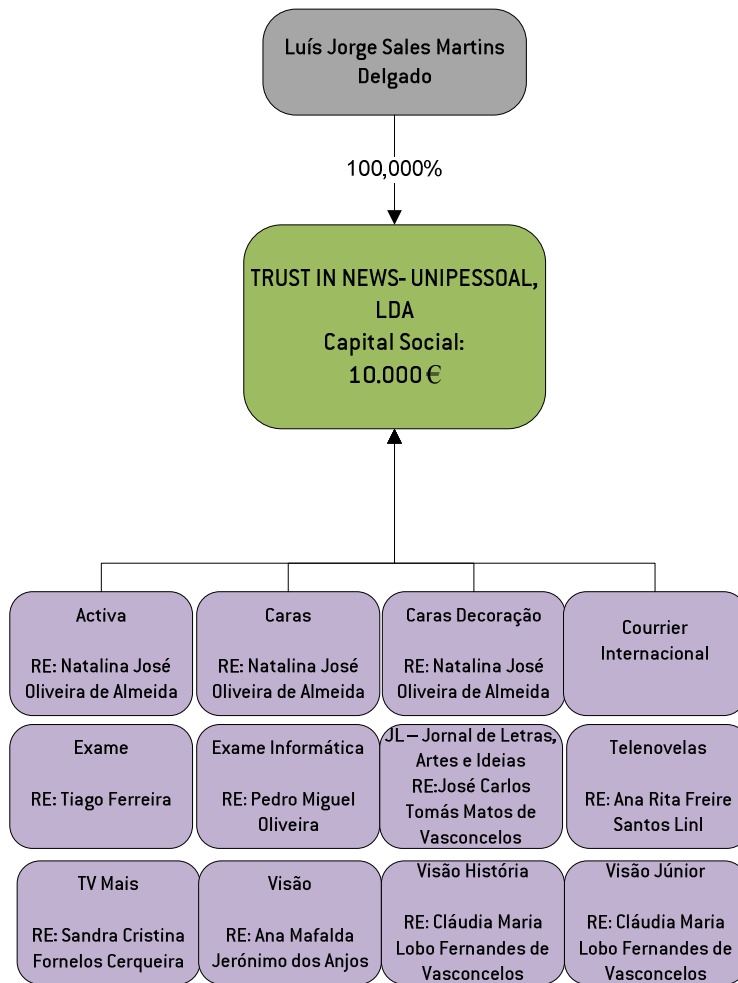 Luís Jorge Sales Martins
Delgado
100,000%
TRUST IN NEWS- UNIPESSOAL,
LDA
Capital Social:
10.000 €
Activa
RE: Natalina José
Oliveira de Almeida
Caras
RE: Natalina José
Oliveira de Almeida
Caras Decoração
RE: Natalina José
Oliveira de Almeida
Courrier
Internacional
Exame
RE: Tiago Ferreira
Exame Informática
RE: Pedro Miguel
Oliveira
JL – Jornal de Letras,
Artes e Ideias
RE:José Carlos
Tomás Matos de
Vasconcelos
Telenovelas
RE: Ana Rita Freire
Santos Linl
TV Mais
RE: Sandra Cristina
Fornelos Cerqueira
Visão
RE: Ana Mafalda
Jerónimo dos Anjos
Visão História
RE: Cláudia Maria
Lobo Fernandes de
Vasconcelos
Visão Júnior
RE: Cláudia Maria
Lobo Fernandes de
Vasconcelos